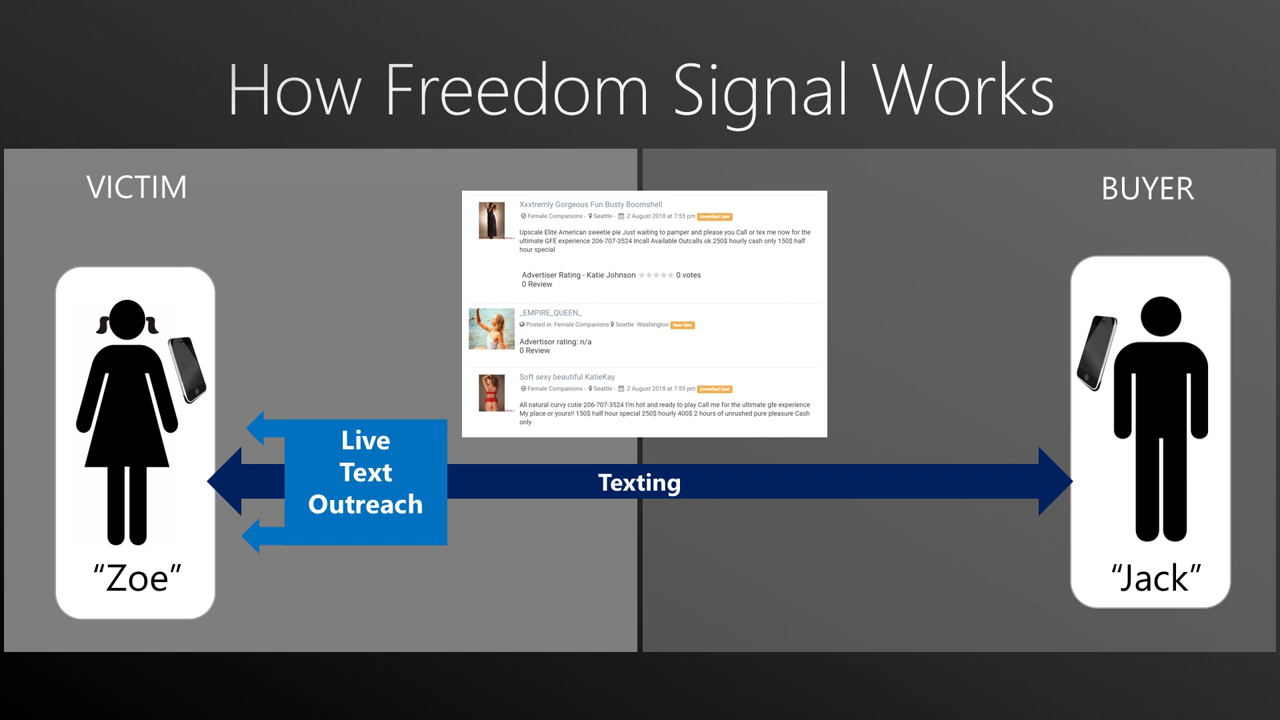 How Freedom Signal Works
VICTIM
BUYER
Xxxtremly Gorgeous Fun Busty Boomshell
Female Companions - Seattle - 2 August 2018 at 7:55 pm Unverified User
Upscale Elite American sweetie pie Just waiting to pamper and please you Call or tex me now for the
ultimate GFE experience 206-707-3524 Incall Available Outcalls ok 250$ hourly cash only 150$ half
hour special
Advertiser Rating - Katie Johnson ★★★★★ 0 votes
0 Review
_EMPIRE_QUEEN_
Posted in: Female Companions Seattle Washington New User
Advertisor rating: n/a
0 Review
Soft sexy beautiful KatieKay
Female Companions - Seattle - 2 August 2018 at 7:55 pm Unverified User
All natural curvy cutie 206-707-3524 I'm hot and ready to play Call me for the ultimate gfe experience
My place or yours!! 150$ half hour special 250$ hourly 400$ 2 hours of unrushed pure pleasure Cash
only
Live
Text
Outreach
Texting
“Zoe”
“Jack”